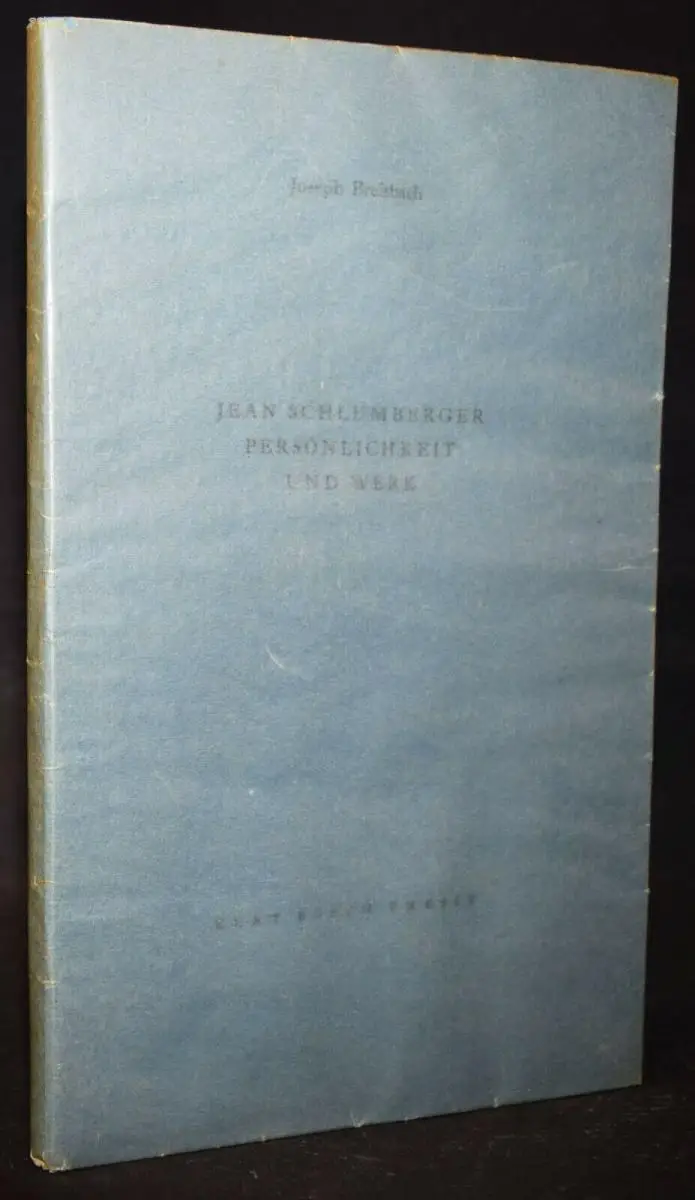 Joseph Breitbach
JEAN SCHLUMBERGER
PERSÖNLICHKEIT
UND WERK